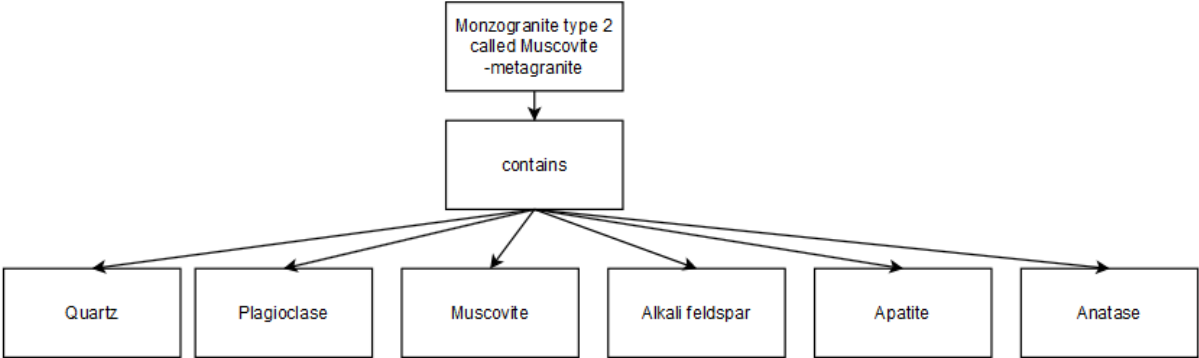 Monzogranite type 2
called Muscovite
-metagranite
contains
Quartz
Plagioclase
Muscovite
Alkali feldspar
Apatite
Anatase